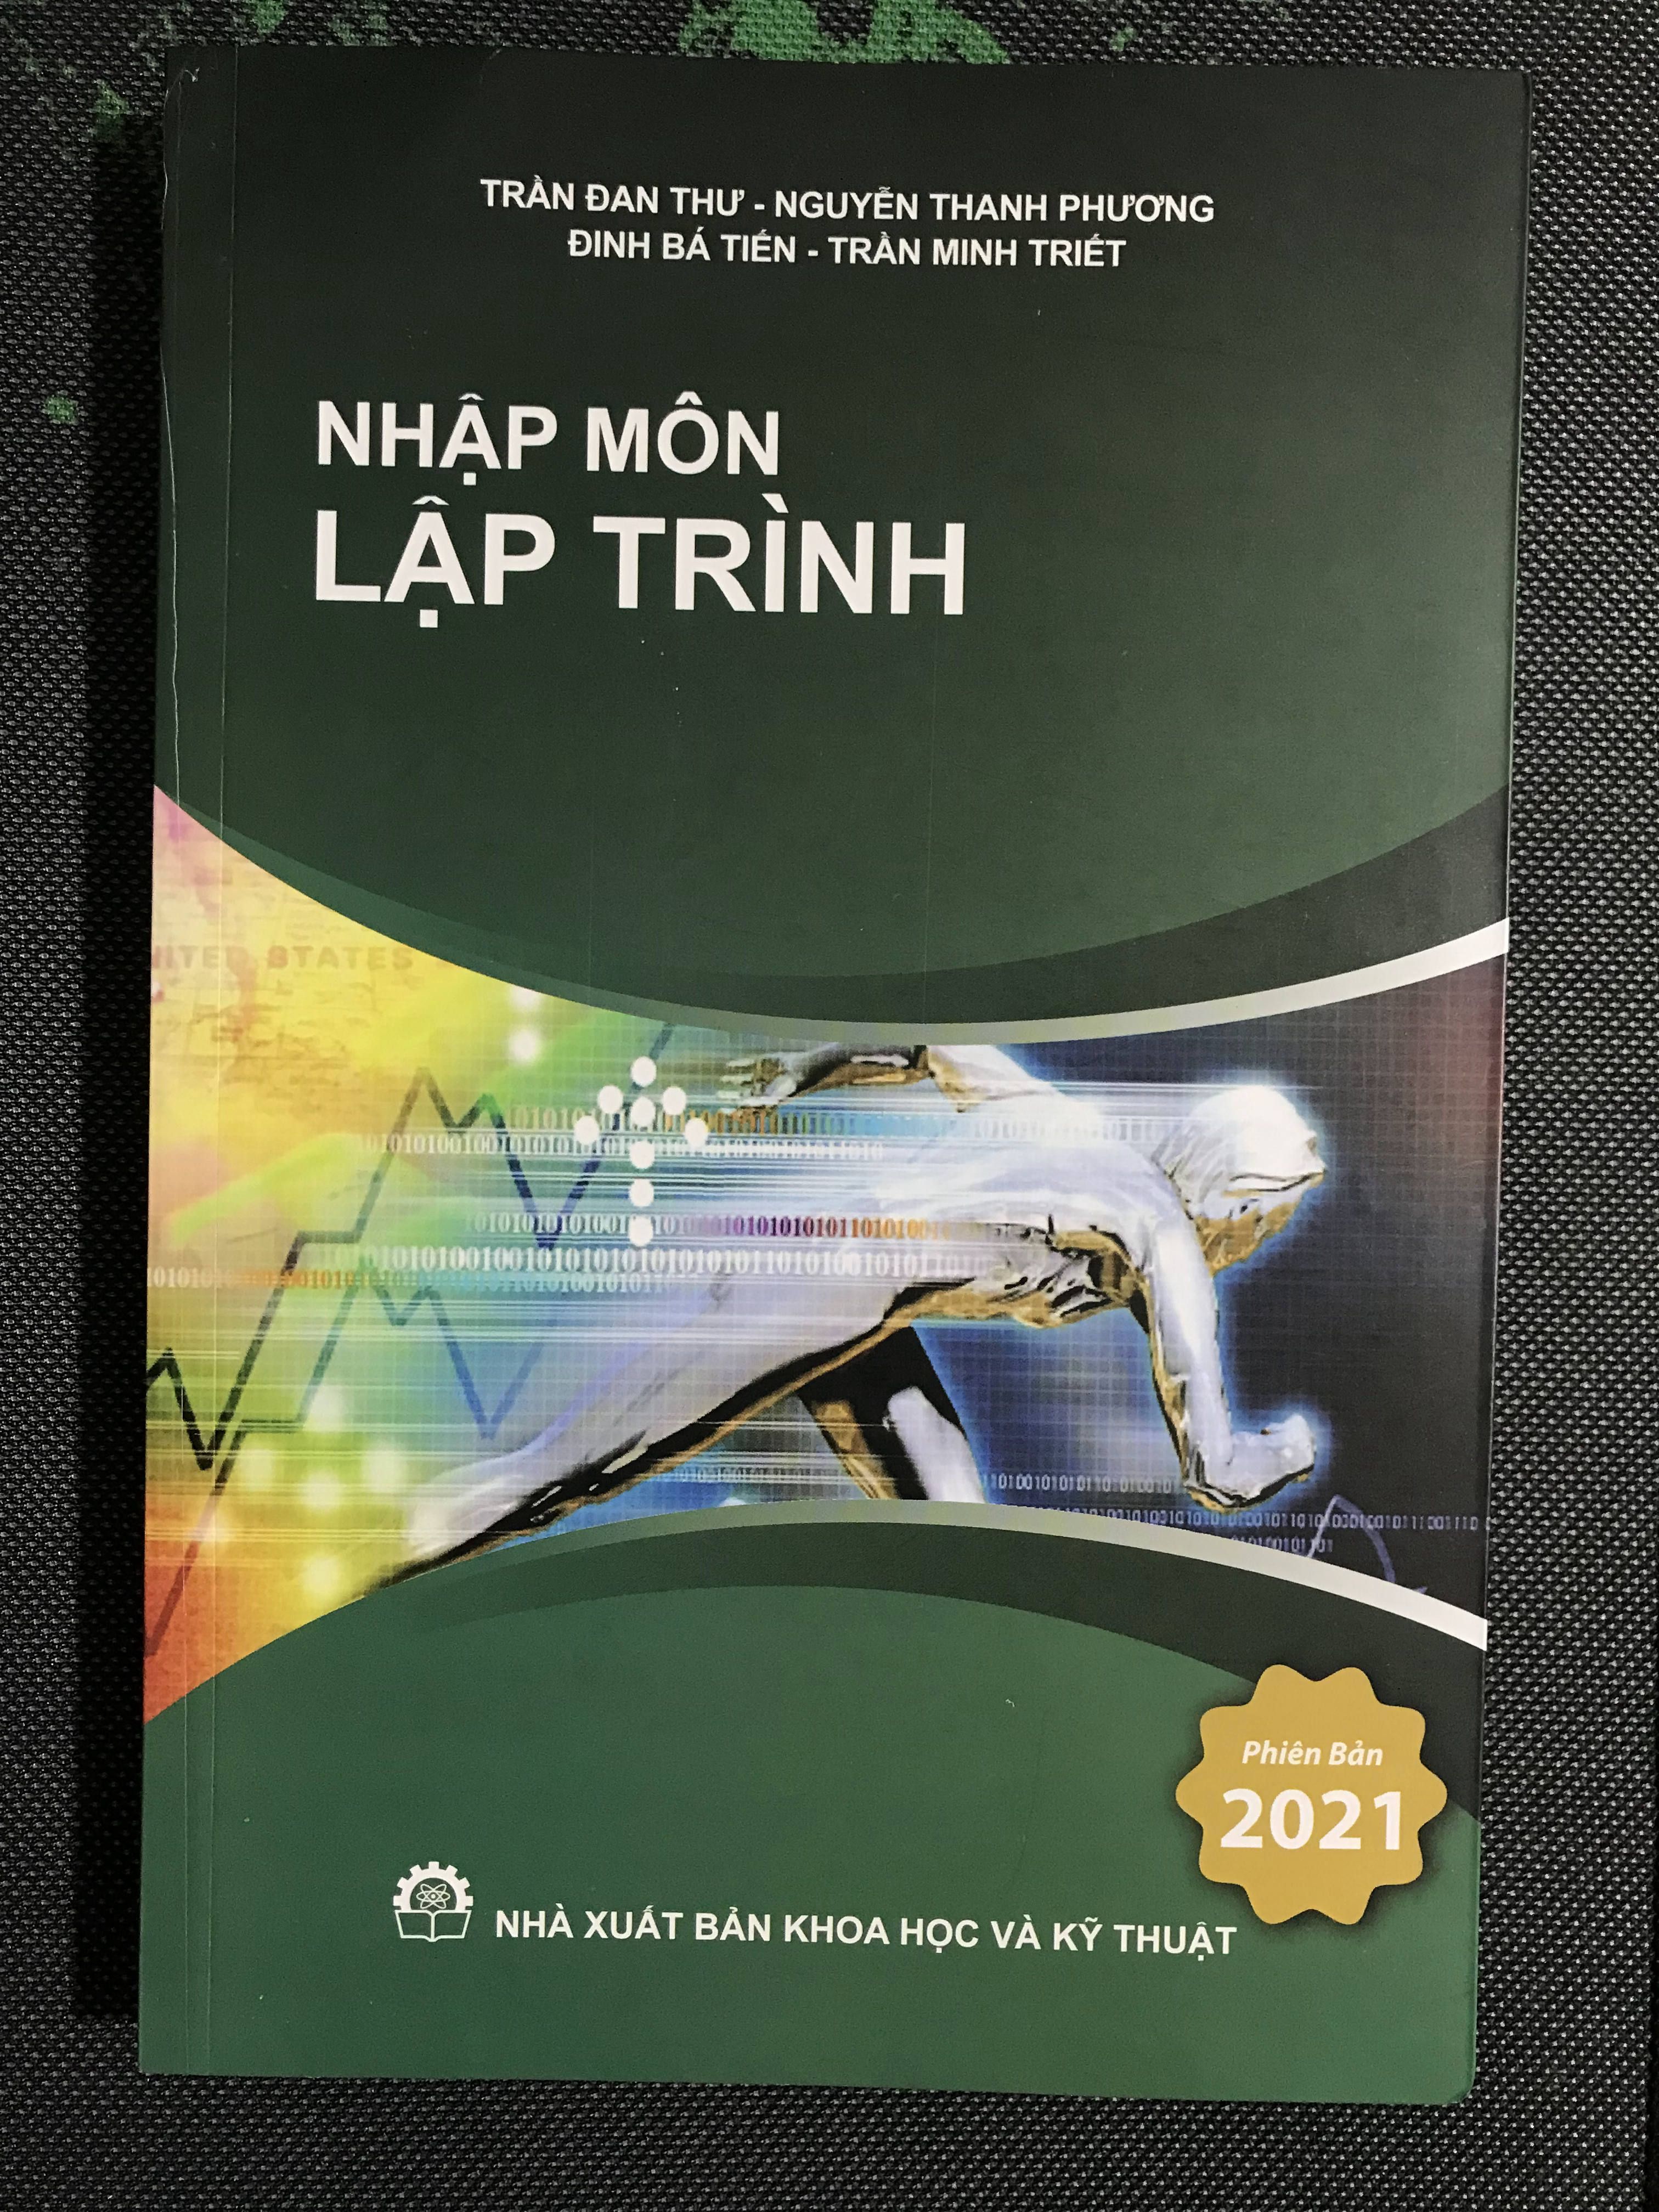 TRẦN ĐAN THƯ - NGUYỄN THANH PHƯƠNG
ĐINH BÁ TIẾN - TRẦN MINH TRIẾT
NHẬP MÔN
LẬP TRÌNH
STATES
Phiên Bản
2021
NHÀ XUẤT BẢN KHOA HỌC VÀ KỸ THUẬT